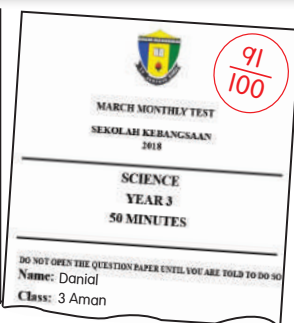 91
100
MARCH MONTHLY TEST
SEKOLAH KEBANGSAAN
2018
SCIENCE
YEAR 3
50 MINUTES
DO NOT OPEN THE QUESTION PAPER UNTIL YOU ARE TOLD TO DO SO
Name: Danial
Class: 3 Aman